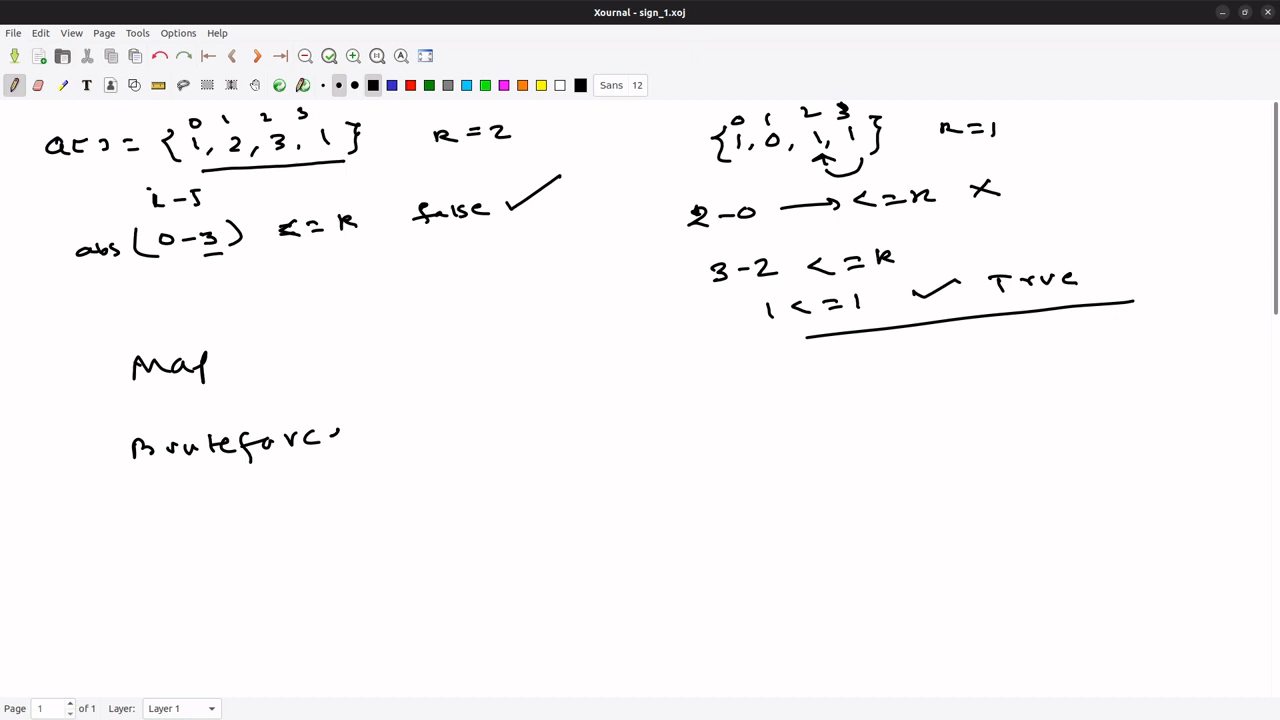 Xournal - sign_1.xoj
File Edit View Page Tools Options Help
Sans 12
0 1 2 3
arr = {1, 2, 3, 1} k = 2
i - j
abs (0 - 3) <= k false ✓
0 1 2 3
{1, 0, 1, 1} k = 1
2 - 0 → <= k ✗
3 - 2 <= k
1 <= 1 ✓ True
Map
Bruteforc
Page 1 of 1 Layer: Layer 1